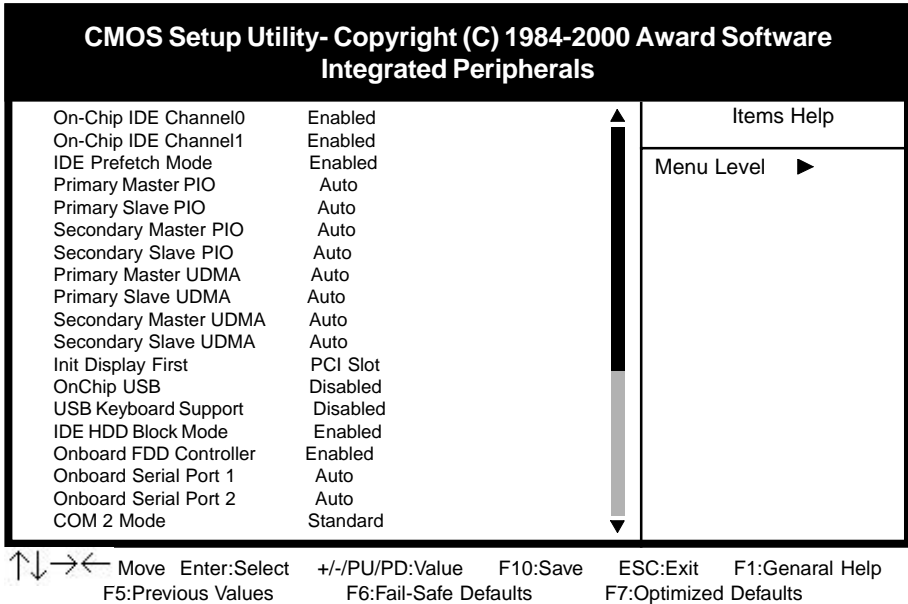 CMOS Setup Utility- Copyright (C) 1984-2000 Award Software
Integrated Peripherals
On-Chip IDE Channel0 Enabled
On-Chip IDE Channel1 Enabled
IDE Prefetch Mode Enabled
Primary Master PIO Auto
Primary Slave PIO Auto
Secondary Master PIO Auto
Secondary Slave PIO Auto
Primary Master UDMA Auto
Primary Slave UDMA Auto
Secondary Master UDMA Auto
Secondary Slave UDMA Auto
Init Display First PCI Slot
OnChip USB Disabled
USB Keyboard Support Disabled
IDE HDD Block Mode Enabled
Onboard FDD Controller Enabled
Onboard Serial Port 1 Auto
Onboard Serial Port 2 Auto
COM 2 Mode Standard
Items Help
Menu Level ▶
↑↓→← Move Enter:Select +/-/PU/PD:Value F10:Save ESC:Exit F1:Genaral Help
F5:Previous Values F6:Fail-Safe Defaults F7:Optimized Defaults